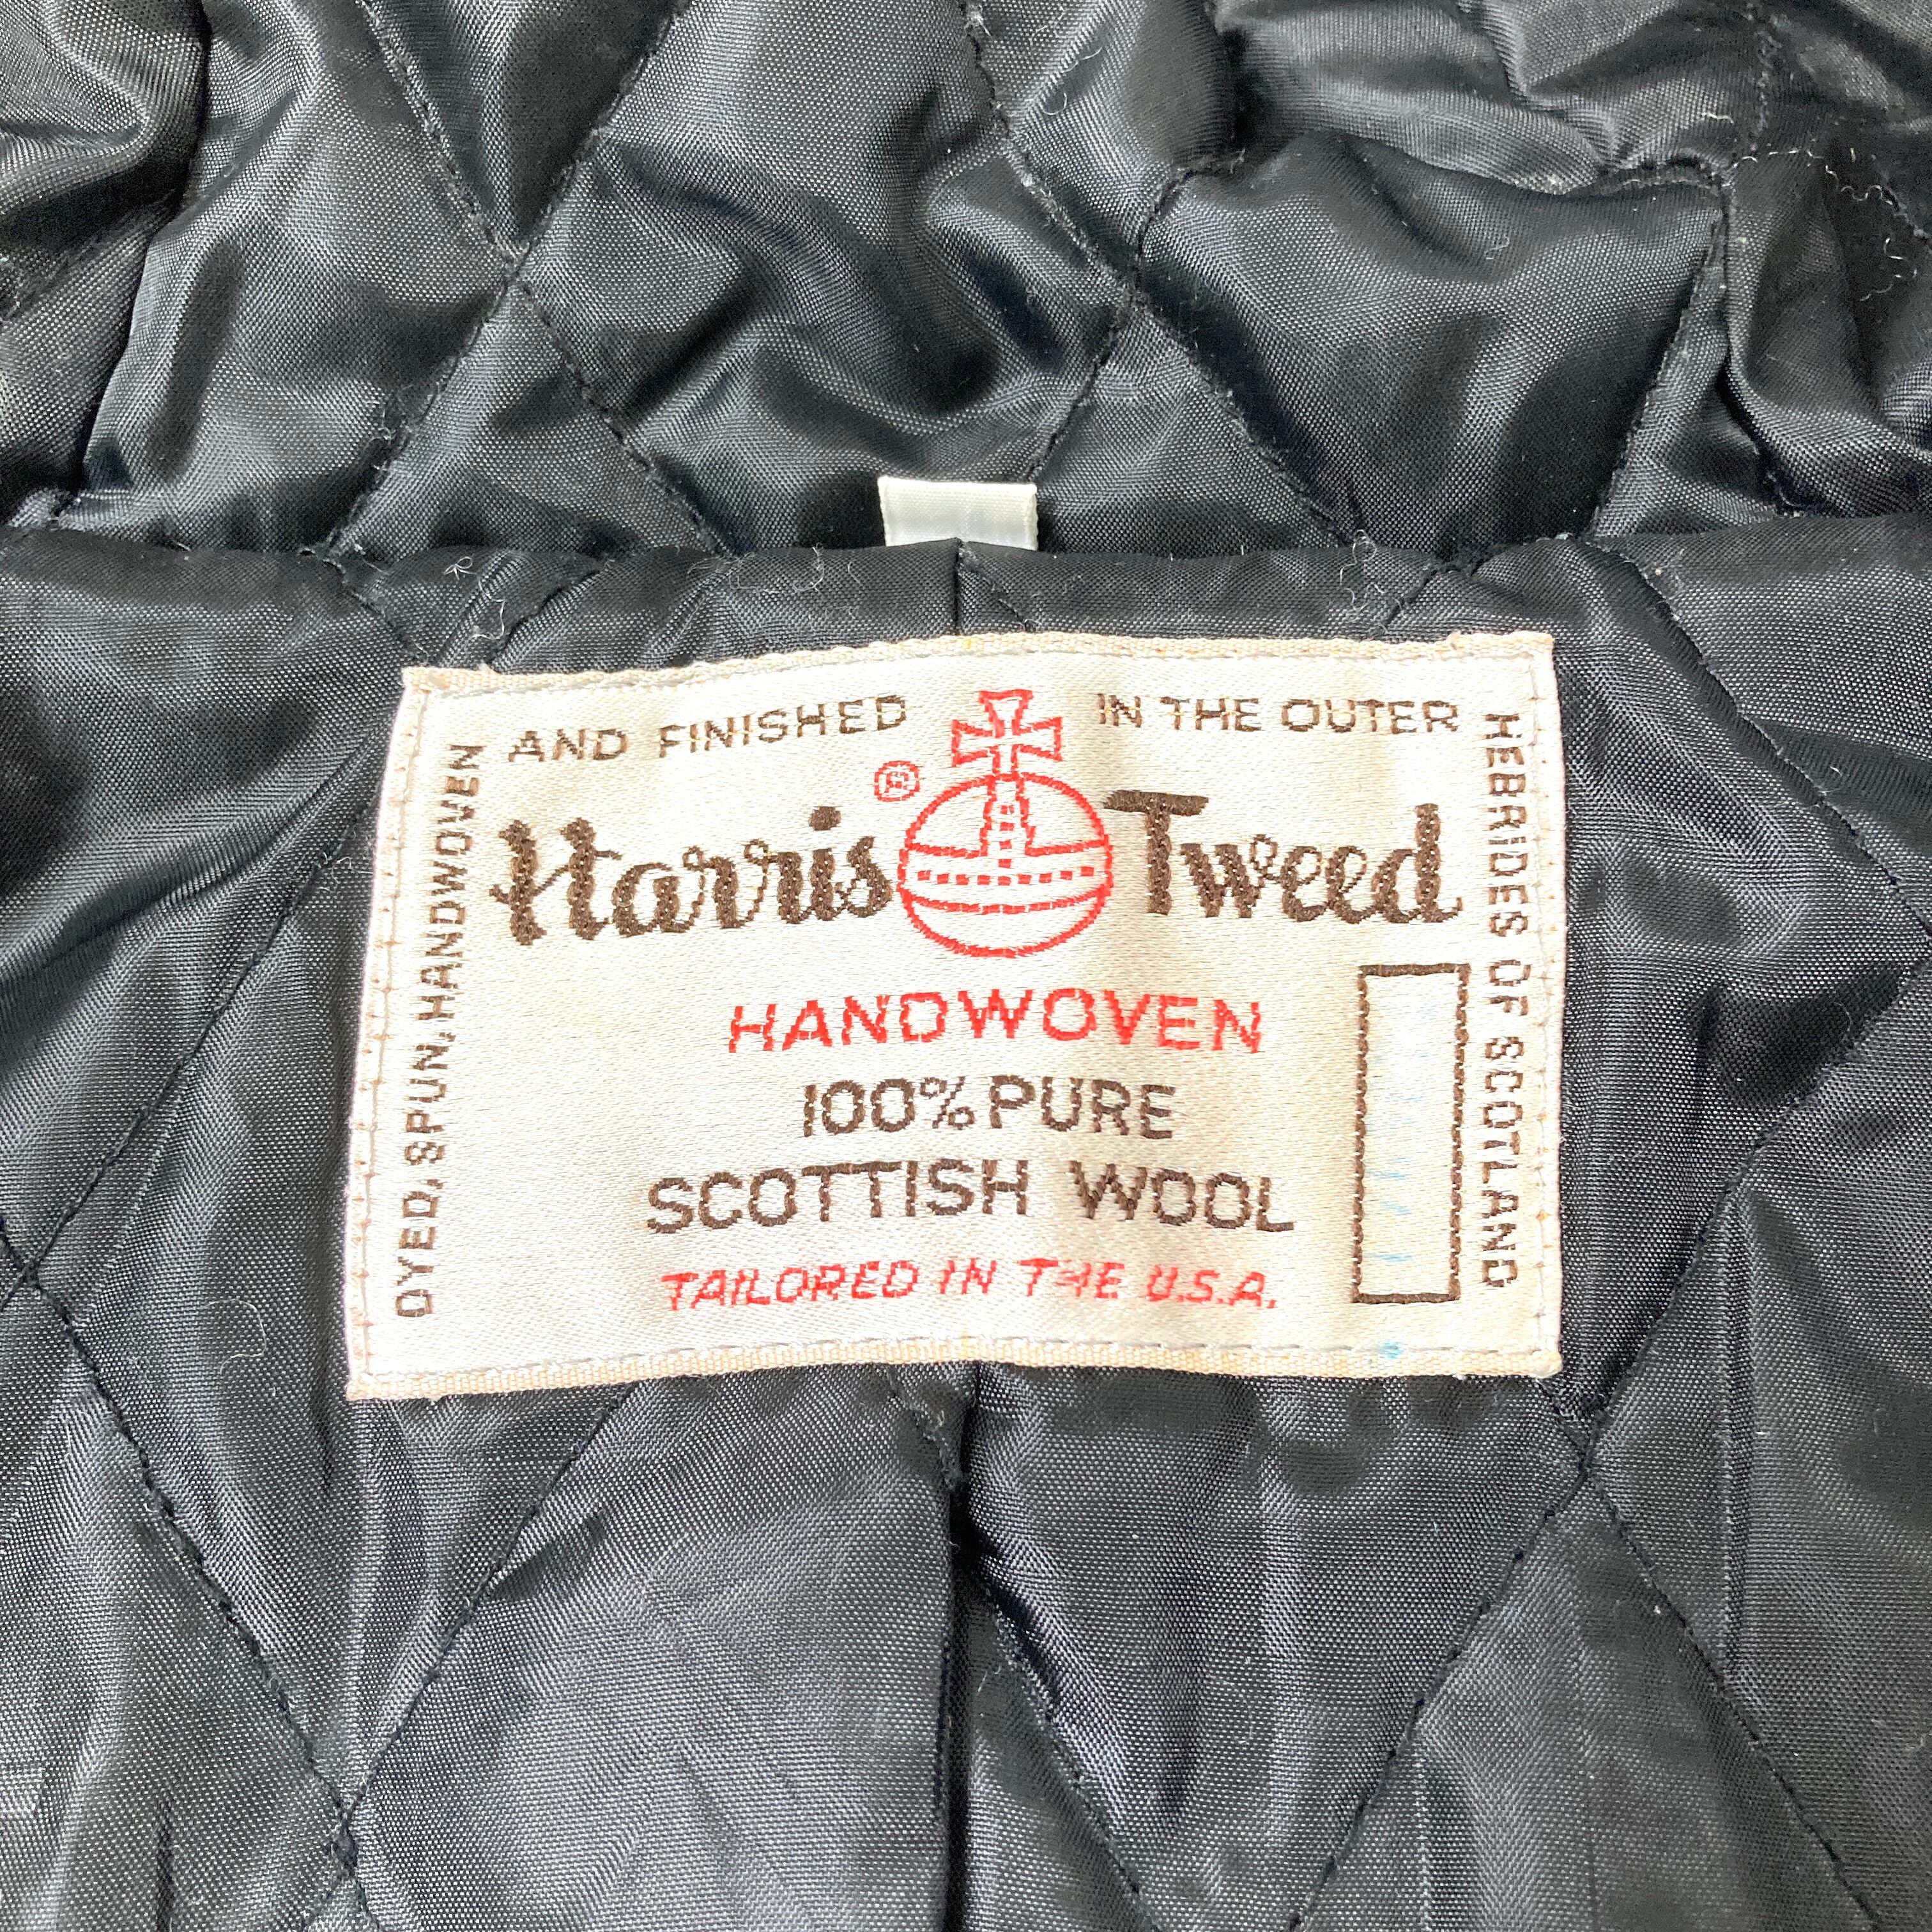 DYED, SPUN, HANDWOVEN
AND FINISHED
IN THE OUTER
HEBRIDES OF SCOTLAND
Harris Tweed
®
HANDWOVEN
100% PURE
SCOTTISH WOOL
TAILORED IN THE U.S.A.